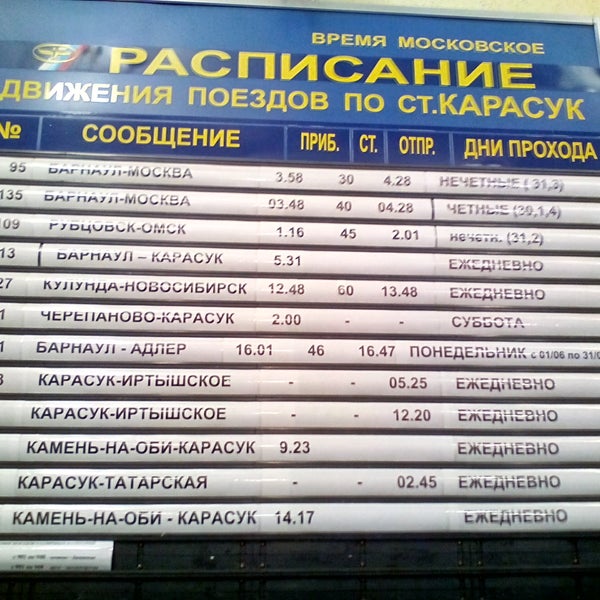 ВРЕМЯ МОСКОВСКОЕ
РАСПИСАНИЕ
ДВИЖЕНИЯ ПОЕЗДОВ ПО СТ.КАРАСУК
№ СООБЩЕНИЕ ПРИБ. СТ. ОТПР. ДНИ ПРОХОДА
95 БАРНАУЛ-МОСКВА 3.58 30 4.28 НЕЧЕТНЫЕ (31,3)
135 БАРНАУЛ-МОСКВА 03.48 40 04.28 ЧЕТНЫЕ (30,1,4)
109 РУБЦОВСК-ОМСК 1.16 45 2.01 нечетн. (31,2)
13 БАРНАУЛ – КАРАСУК 5.31 ЕЖЕДНЕВНО
27 КУЛУНДА-НОВОСИБИРСК 12.48 60 13.48 ЕЖЕДНЕВНО
1 ЧЕРЕПАНОВО-КАРАСУК 2.00 - - СУББОТА
1 БАРНАУЛ - АДЛЕР 16.01 46 16.47 ПОНЕДЕЛЬНИК с 01/06 по 31/0
3 КАРАСУК-ИРТЫШСКОЕ - - 05.25 ЕЖЕДНЕВНО
КАРАСУК-ИРТЫШСКОЕ - - 12.20 ЕЖЕДНЕВНО
КАМЕНЬ-НА-ОБИ-КАРАСУК 9.23 ЕЖЕДНЕВНО
КАРАСУК-ТАТАРСКАЯ - - 02.45 ЕЖЕДНЕВНО
КАМЕНЬ-НА-ОБИ - КАРАСУК 14.17 ЕЖЕДНЕВНО